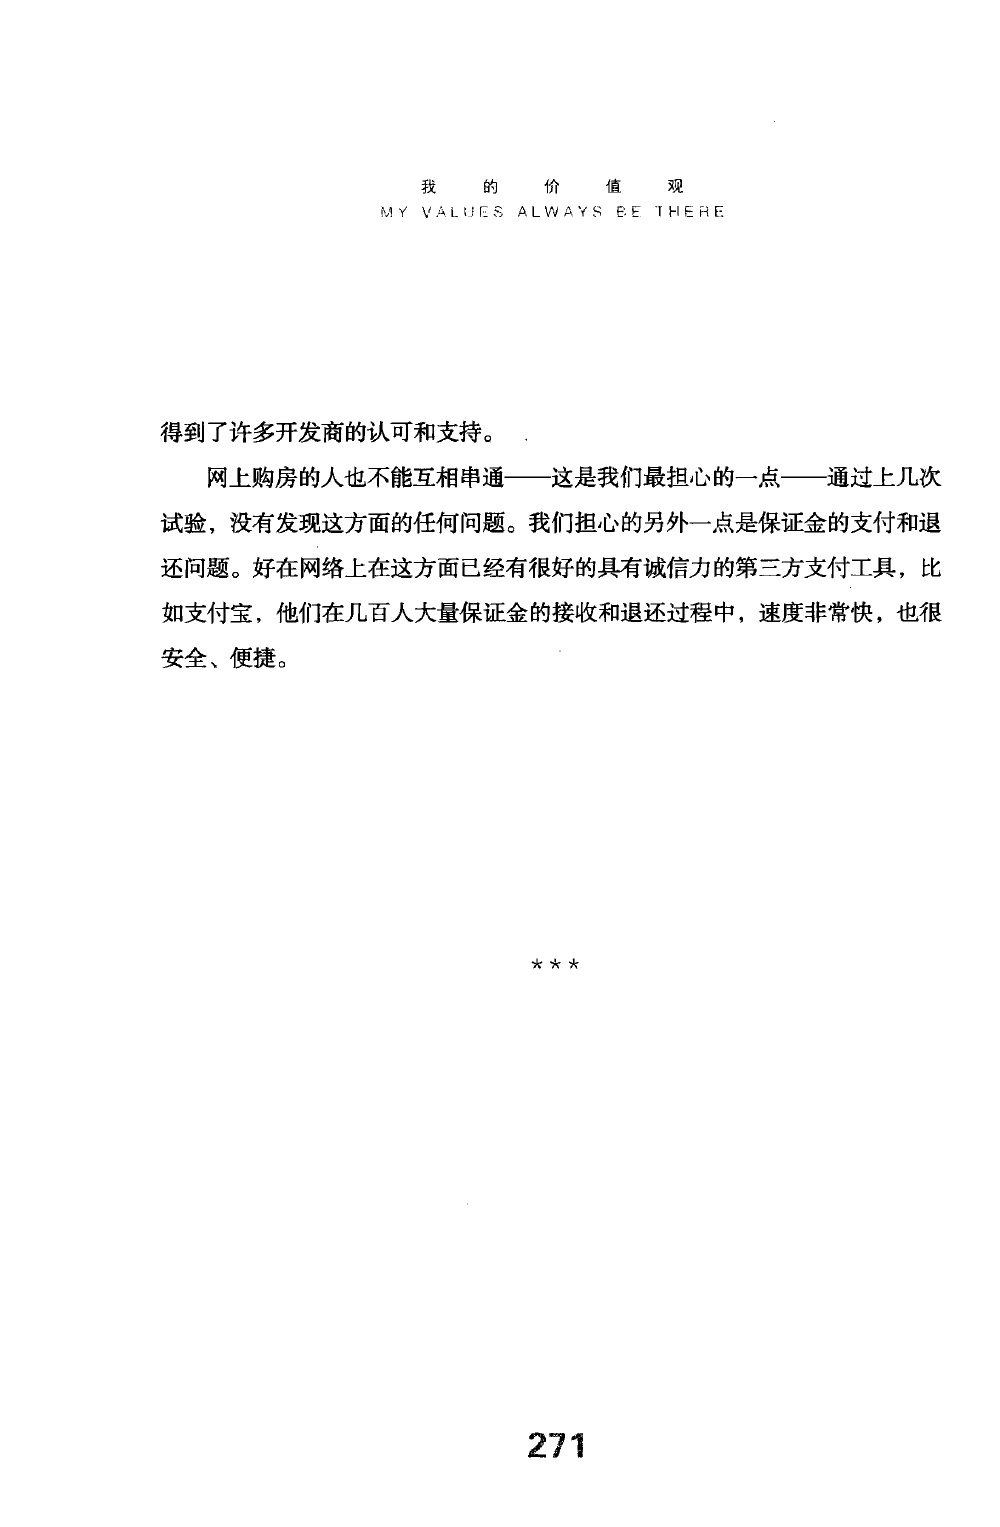 我的价值观
MY VALUES ALWAYS BE THERE
得到了许多开发商的认可和支持。
网上购房的人也不能互相串通——这是我们最担心的一点——通过上几次
试验，没有发现这方面的任何问题。我们担心的另外一点是保证金的支付和退
还问题。好在网络上在这方面已经有很好的具有诚信力的第三方支付工具，比
如支付宝，他们在几百人大量保证金的接收和退还过程中，速度非常快，也很
安全、便捷。
***
271